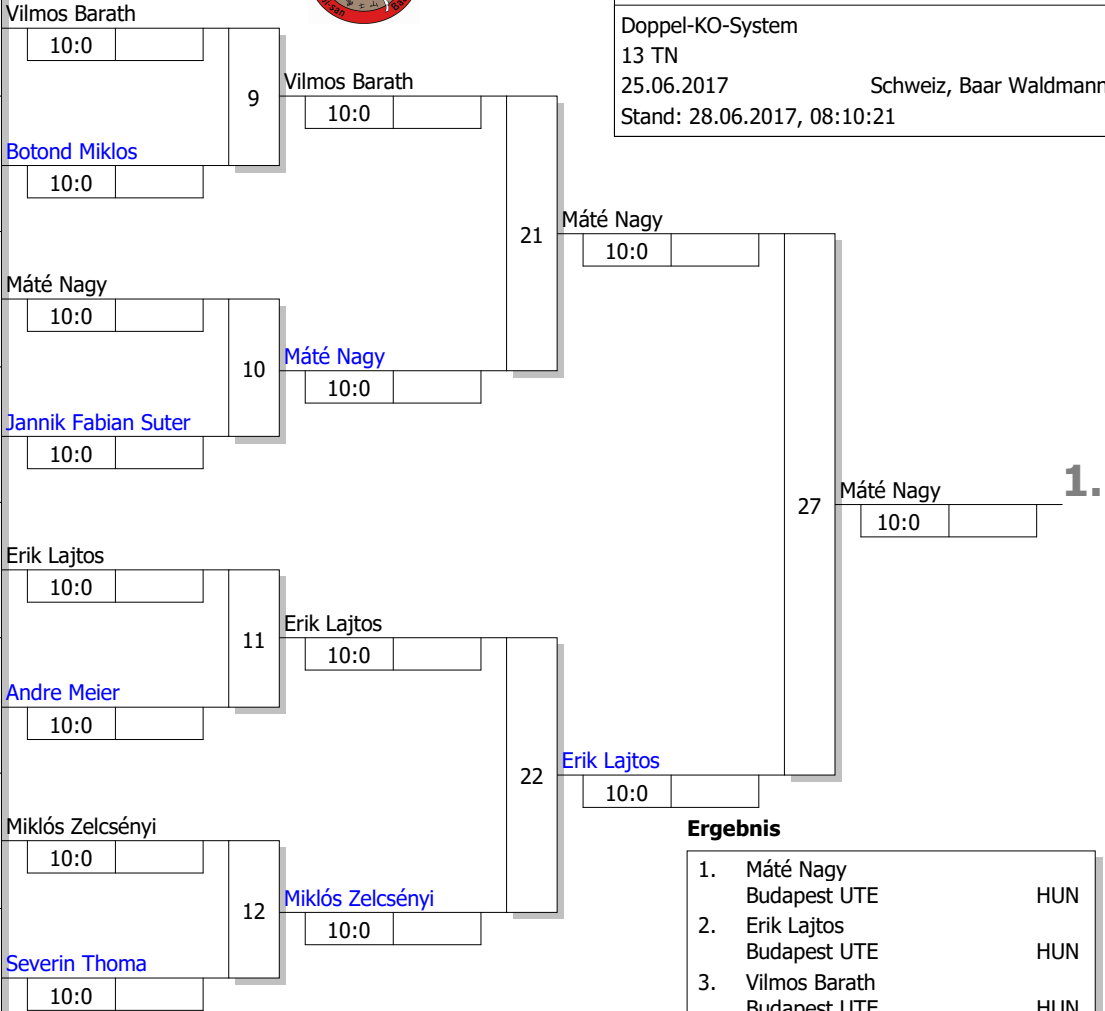 Doppel-KO-System
13 TN
25.06.2017 Schweiz, Baar Waldmann
Stand: 28.06.2017, 08:10:21
Vilmos Barath
10:0
9
Botond Miklos
10:0
Vilmos Barath
10:0
21
Máté Nagy
10:0
Máté Nagy
10:0
10
Máté Nagy
10:0
Jannik Fabian Suter
10:0
27
Máté Nagy
10:0
1.
Erik Lajtos
10:0
11
Erik Lajtos
10:0
Andre Meier
10:0
22
Erik Lajtos
10:0
Miklós Zelcsényi
10:0
12
Miklós Zelcsényi
10:0
Severin Thoma
10:0
Ergebnis
1. Máté Nagy
Budapest UTE HUN
2. Erik Lajtos
Budapest UTE HUN
3. Vilmos Barath
Budapest UTE HUN